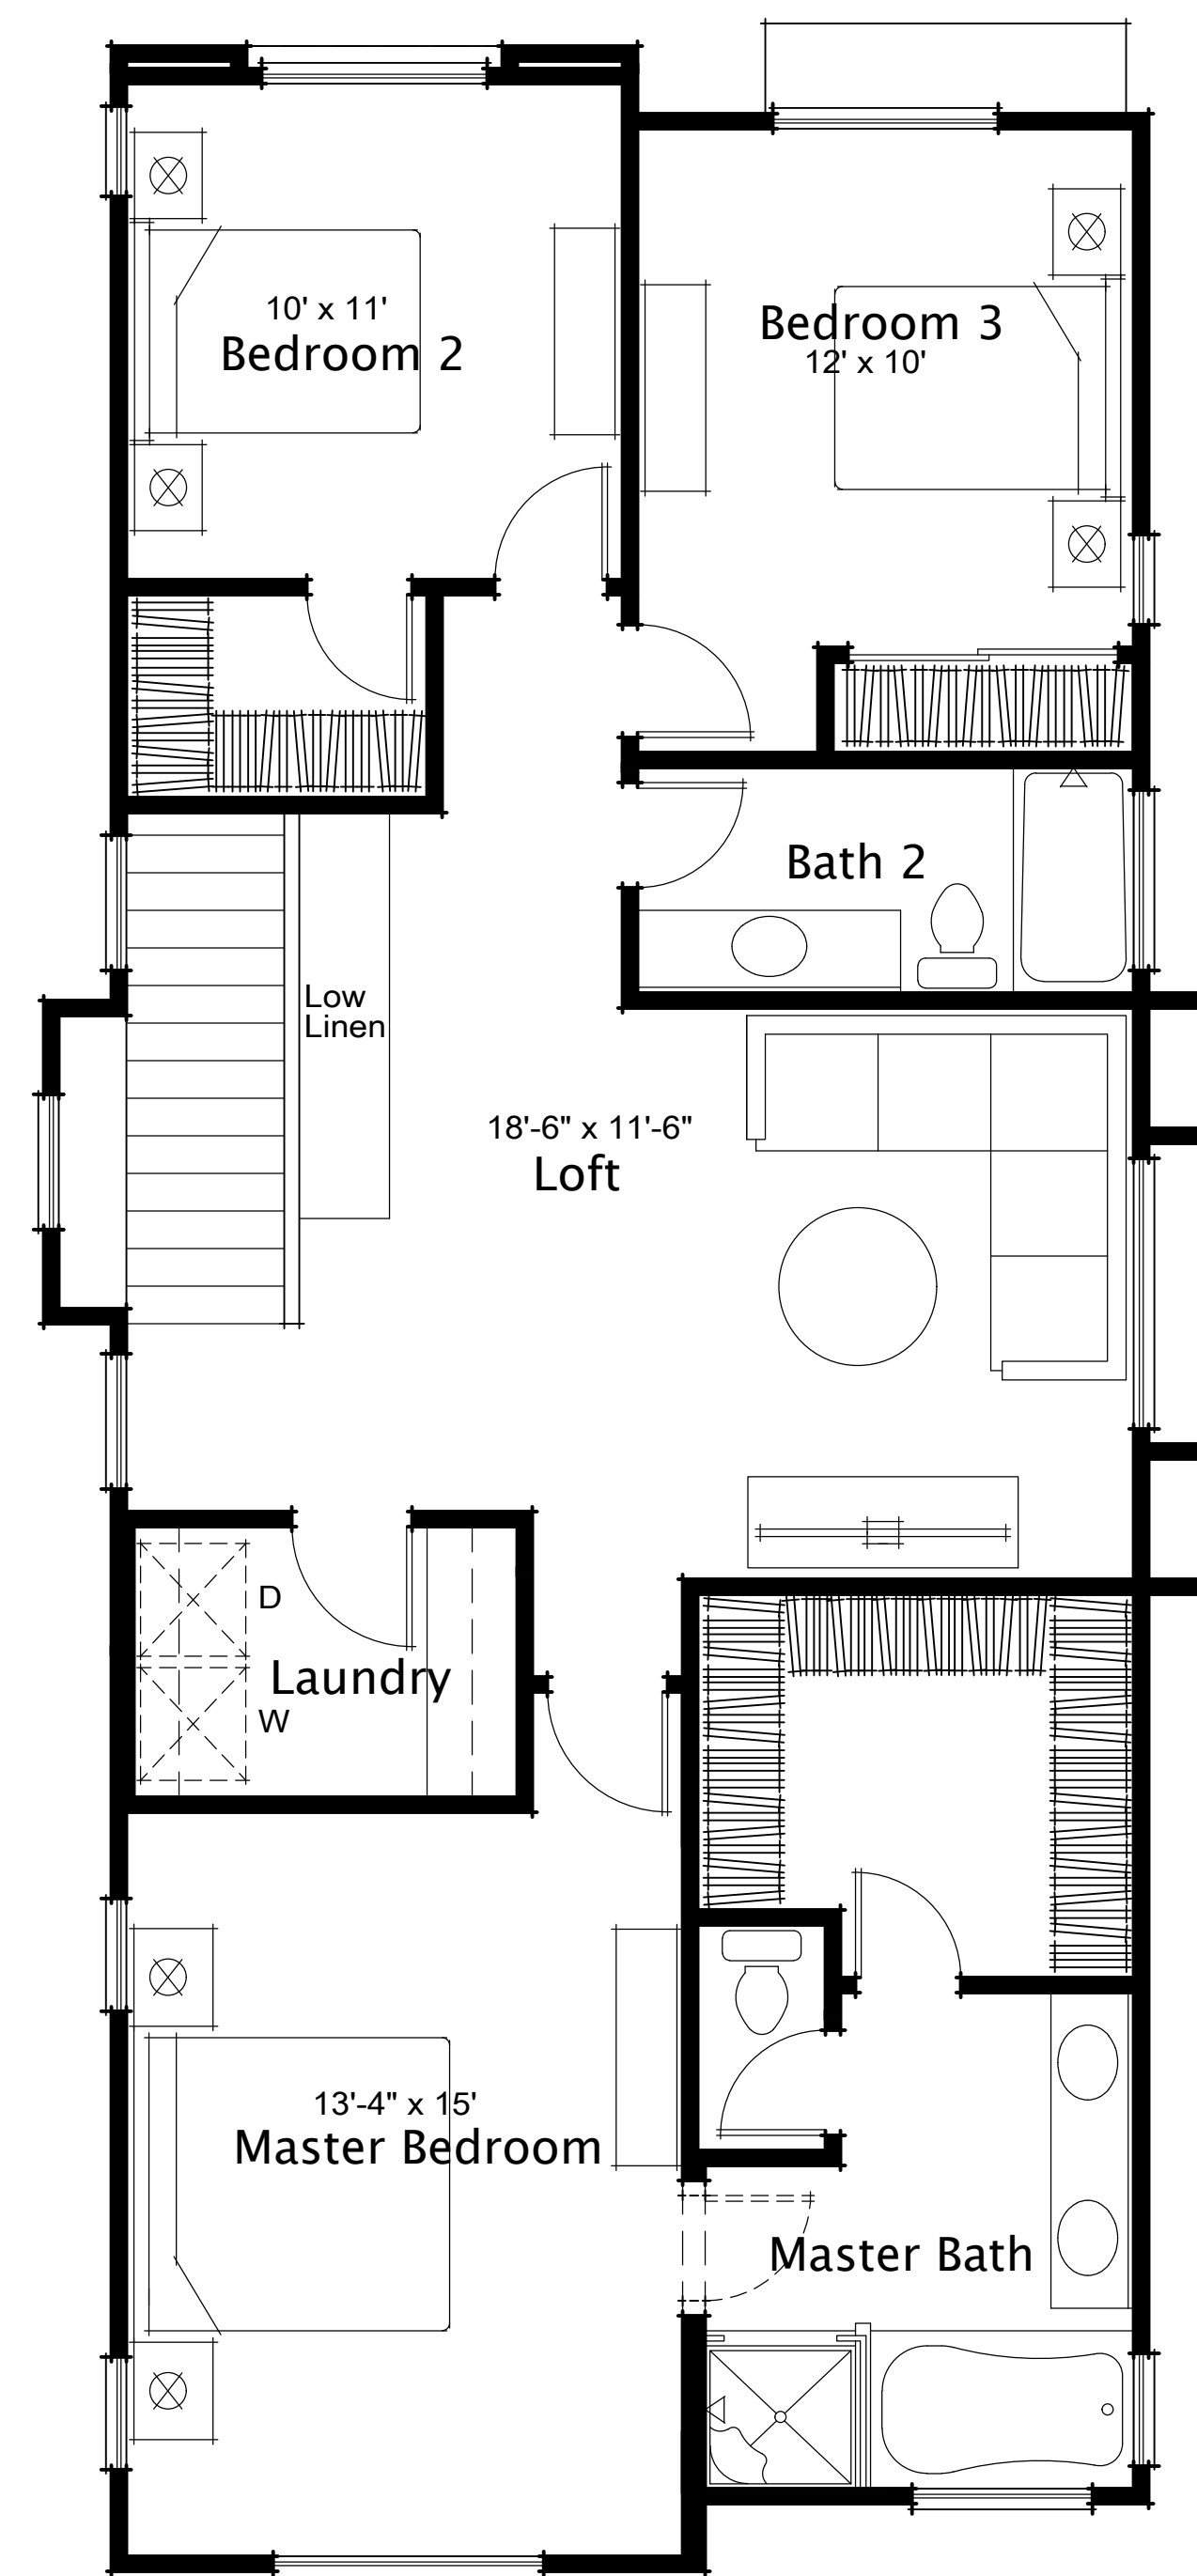 10' x 11'
Bedroom 2
Bedroom 3
12' x 10'
Bath 2
Low
Linen
18'-6" x 11'-6"
Loft
D
Laundry
W
13'-4" x 15'
Master Bedroom
Master Bath